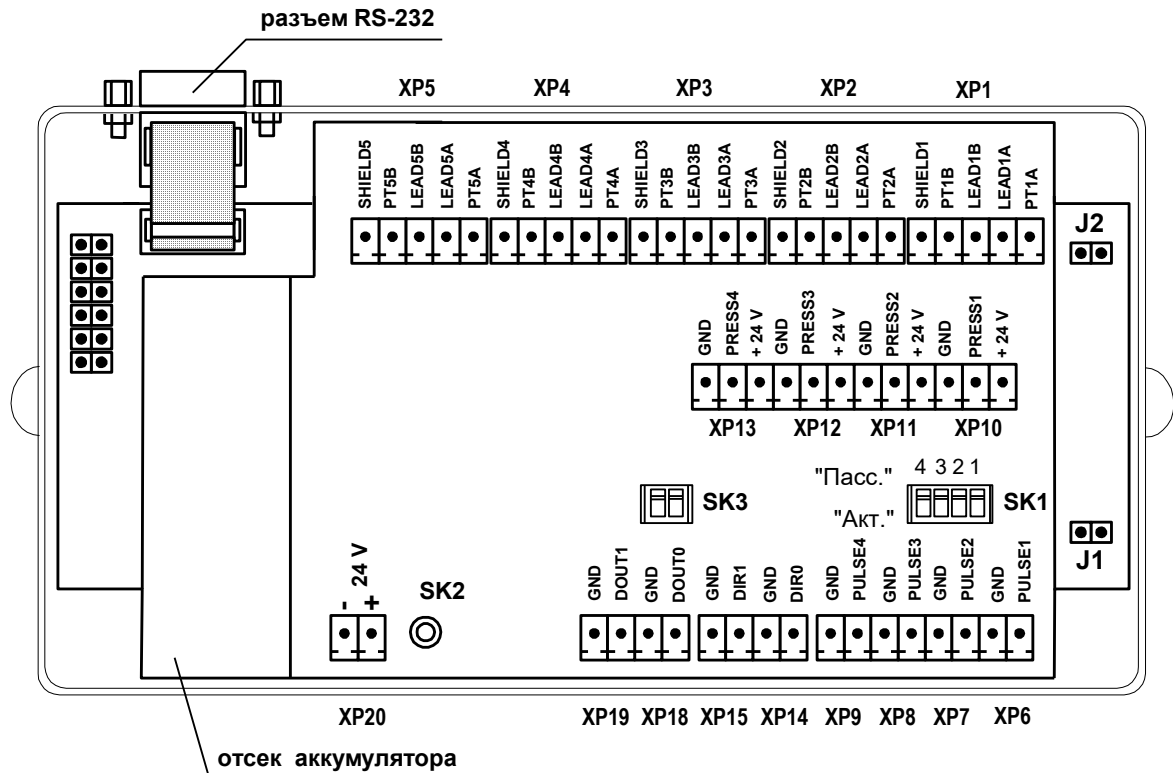 разъем RS-232
XP5 XP4 XP3 XP2 XP1
SHIELD5 PT5B LEAD5B LEAD5A PT5A SHIELD4 PT4B LEAD4B LEAD4A PT4A SHIELD3 PT3B LEAD3B LEAD3A PT3A SHIELD2 PT2B LEAD2B LEAD2A PT2A SHIELD1 PT1B LEAD1B LEAD1A PT1A
J2
GND PRESS4 + 24 V GND PRESS3 + 24 V GND PRESS2 + 24 V GND PRESS1 + 24 V
XP13 XP12 XP11 XP10
"Пасс." 4 3 2 1
SK3 SK1
"Акт."
J1
- + 24 V
SK2
GND DOUT1 GND DOUT0 GND DIR1 GND DIR0 GND PULSE4 GND PULSE3 GND PULSE2 GND PULSE1
XP20 XP19 XP18 XP15 XP14 XP9 XP8 XP7 XP6
отсек аккумулятора